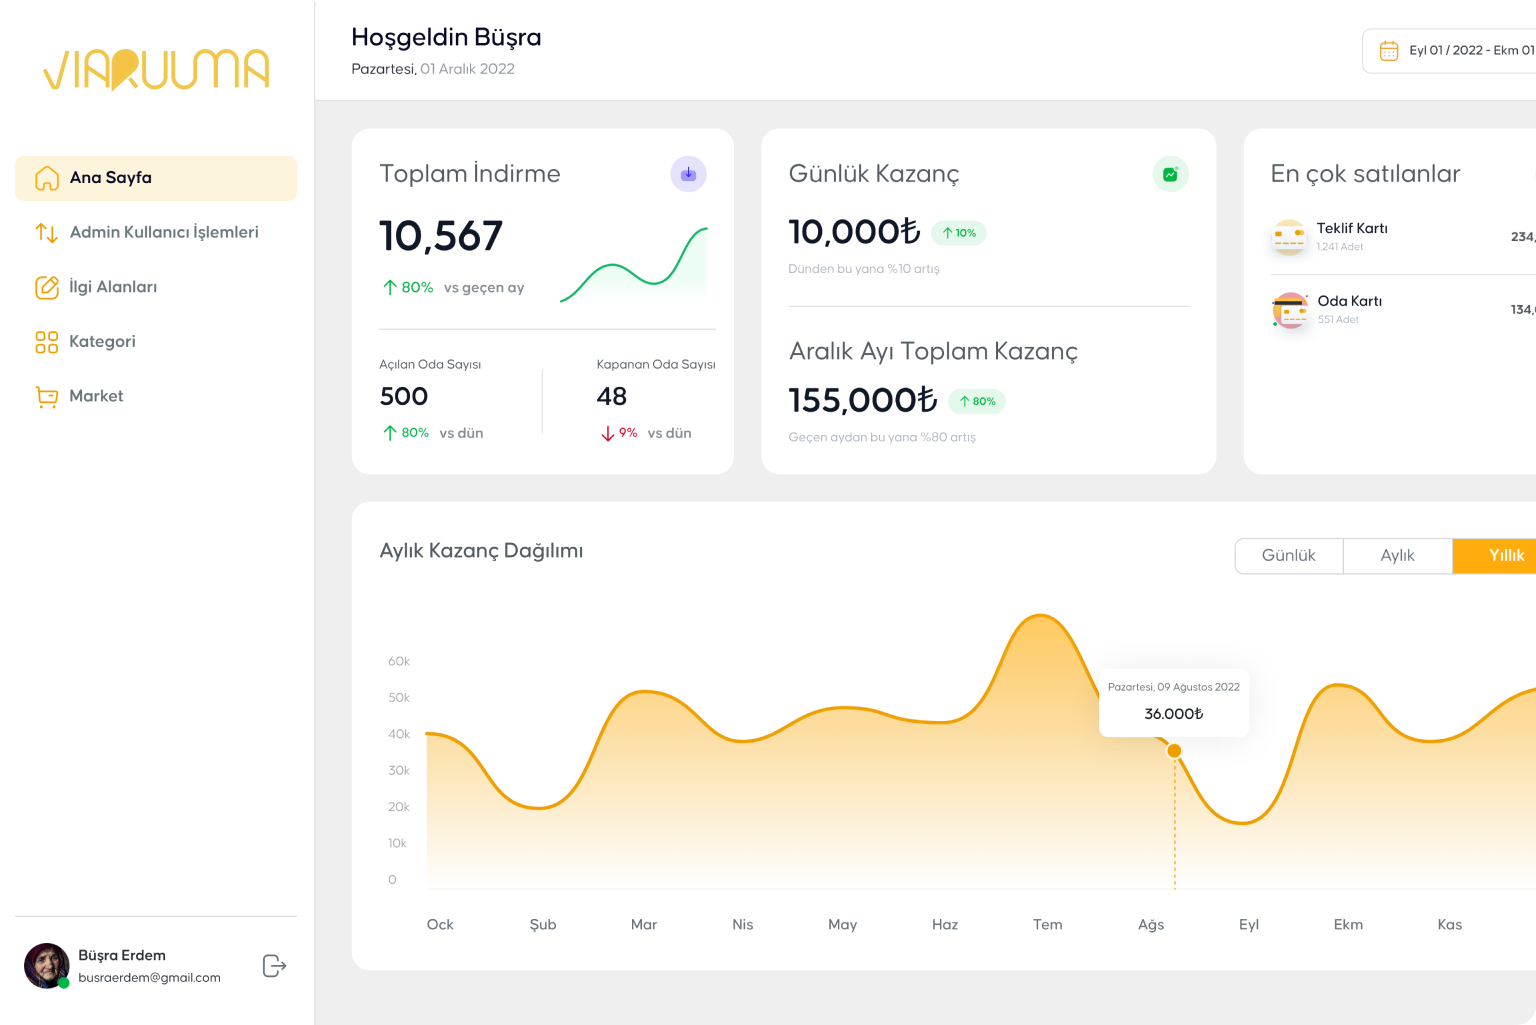 VIARUUMA
Ana Sayfa
Admin Kullanıcı İşlemleri
İlgi Alanları
Kategori
Market
Büşra Erdem
busraerdem@gmail.com
Hoşgeldin Büşra
Pazartesi, 01 Aralık 2022
Eyl 01 / 2022 - Ekm 01
Toplam İndirme
10,567
80% vs geçen ay
Açılan Oda Sayısı
500
80% vs dün
Kapanan Oda Sayısı
48
9% vs dün
Günlük Kazanç
10,000₺ 10%
Dünden bu yana %10 artış
Aralık Ayı Toplam Kazanç
155,000₺ 80%
Geçen aydan bu yana %80 artış
En çok satılanlar
Teklif Kartı
1,241 Adet
234,
Oda Kartı
551 Adet
134,
Aylık Kazanç Dağılımı
Günlük Aylık Yıllık
60k
50k
40k
30k
20k
10k
0
Pazartesi, 09 Ağustos 2022
36.000₺
Ock Şub Mar Nis May Haz Tem Ağs Eyl Ekm Kas